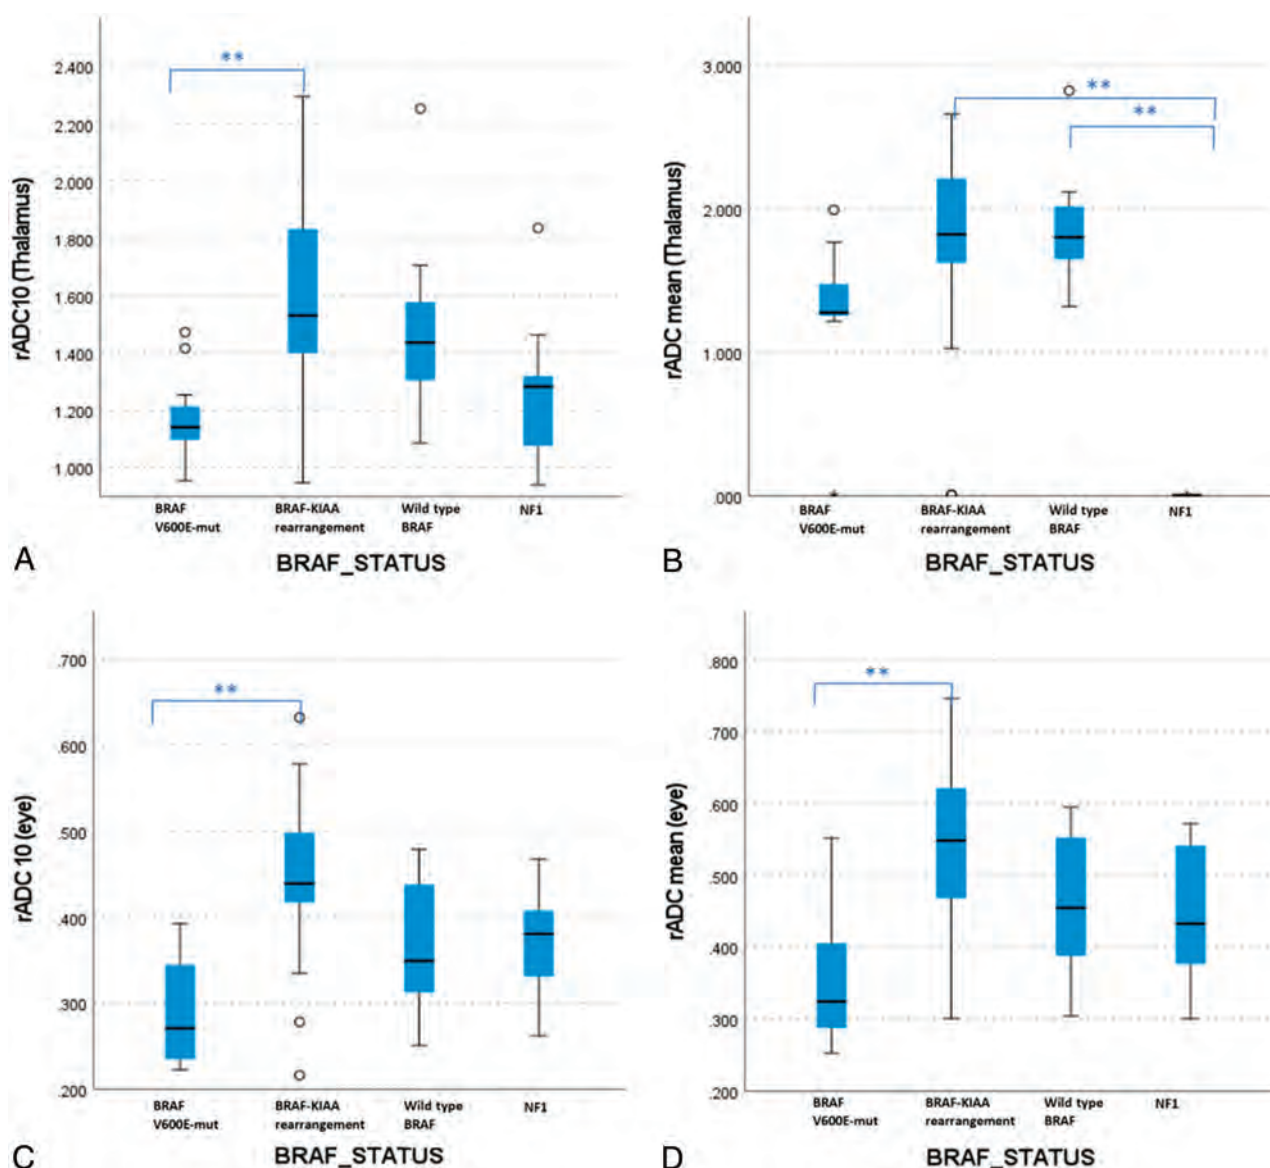 2.400
2.200
2.000
1.800
1.600
1.400
1.200
1.000
rADC10 (Thalamus)
**
BRAF V600E-mut
BRAF-KIAA rearrangement
Wild type BRAF
NF1
A
BRAF_STATUS
3.000
2.000
1.000
.000
rADC mean (Thalamus)
**
**
BRAF V600E-mut
BRAF-KIAA rearrangement
Wild type BRAF
NF1
B
BRAF_STATUS
.700
.600
.500
.400
.300
.200
rADC 10 (eye)
**
BRAF V600E-mut
BRAF-KIAA rearrangement
Wild type BRAF
NF1
C
BRAF_STATUS
.800
.700
.600
.500
.400
.300
.200
rADC mean (eye)
**
BRAF V600E-mut
BRAF-KIAA rearrangement
Wild type BRAF
NF1
D
BRAF_STATUS